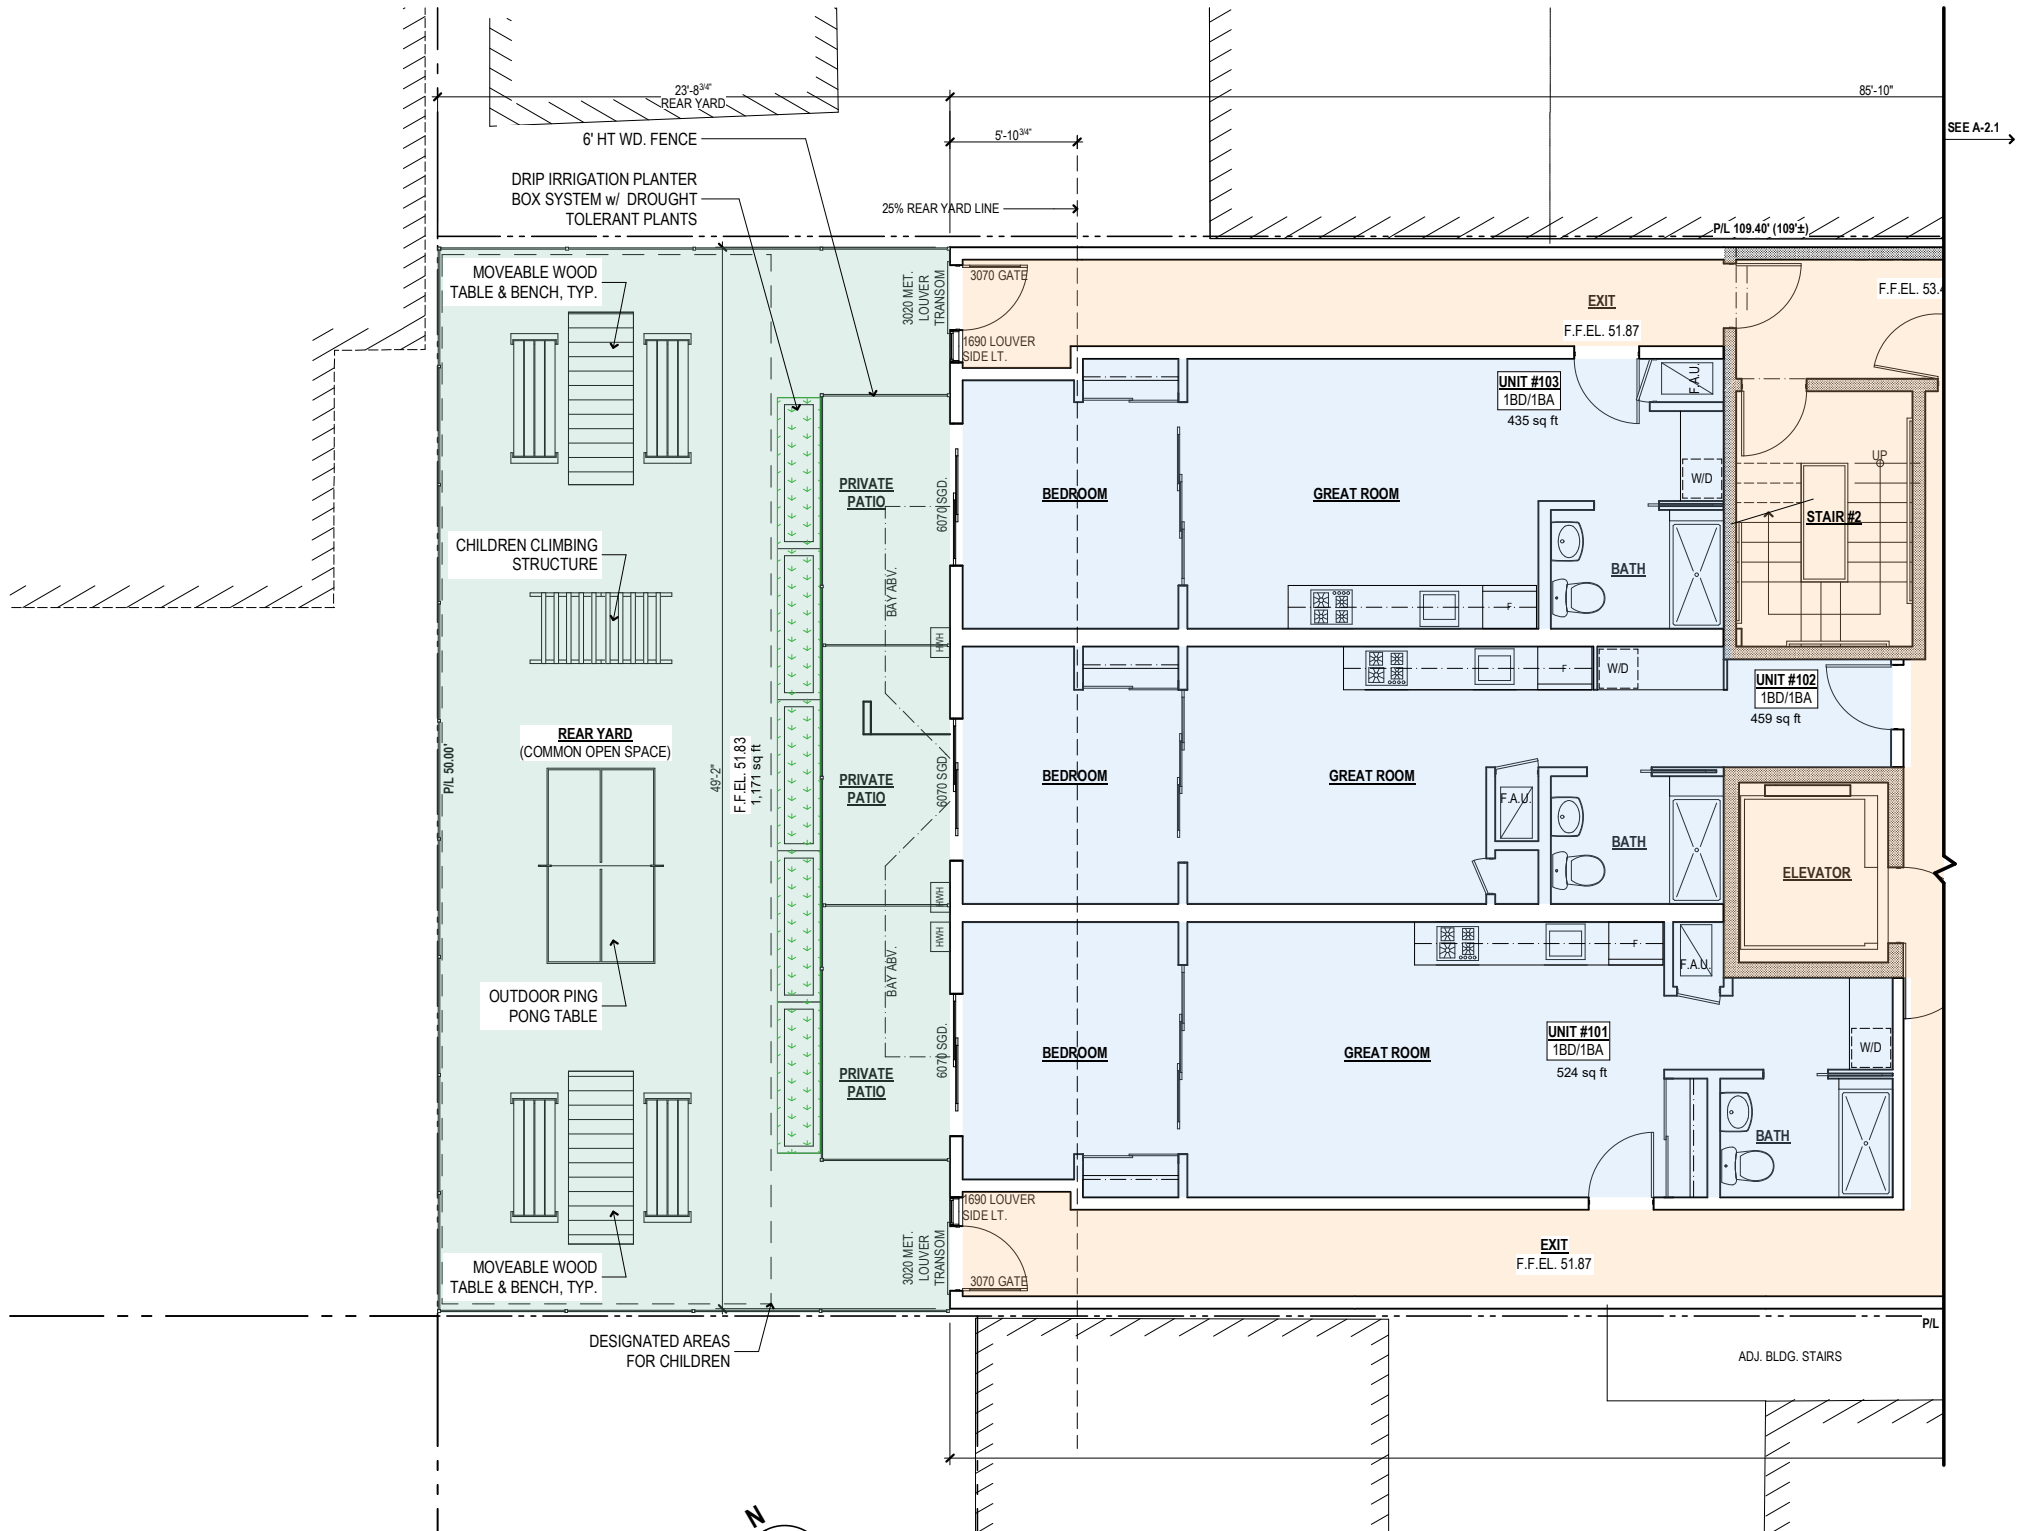 23'-8 3/4"
REAR YARD
85'-10"
SEE A-2.1
6' HT WD. FENCE
5'-10 3/4"
DRIP IRRIGATION PLANTER
BOX SYSTEM w/ DROUGHT
TOLERANT PLANTS
25% REAR YARD LINE
P/L 109.40' (109'±)
MOVEABLE WOOD
TABLE & BENCH, TYP.
3020 MET.
LOUVER
TRANSOM
3070 GATE
EXIT
F.F.EL. 51.87
F.F.EL. 53.
1690 LOUVER
SIDE LT.
UNIT #103
1BD/1BA
435 sq ft
F.A.U.
PRIVATE
PATIO
6070 SGD.
BEDROOM
GREAT ROOM
W/D
UP
STAIR #2
CHILDREN CLIMBING
STRUCTURE
BAY ABV.
BATH
F
HWH
F
W/D
UNIT #102
1BD/1BA
459 sq ft
REAR YARD
(COMMON OPEN SPACE)
P/L 50.00'
49'-2"
F.F.EL. 51.83
1,171 sq ft
PRIVATE
PATIO
6070 SGD.
BEDROOM
GREAT ROOM
F.A.U.
BATH
ELEVATOR
HWH
HWH
F
F.A.U.
BAY ABV.
OUTDOOR PING
PONG TABLE
PRIVATE
PATIO
6070 SGD.
BEDROOM
GREAT ROOM
UNIT #101
1BD/1BA
524 sq ft
W/D
BATH
1690 LOUVER
SIDE LT.
3020 MET.
LOUVER
TRANSOM
EXIT
F.F.EL. 51.87
MOVEABLE WOOD
TABLE & BENCH, TYP.
3070 GATE
P/L
DESIGNATED AREAS
FOR CHILDREN
ADJ. BLDG. STAIRS
N